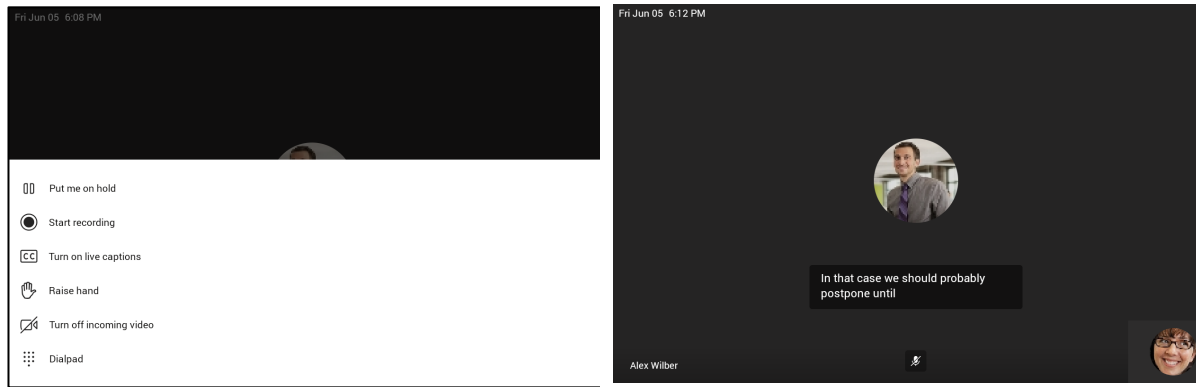 Fri Jun 05 6:08 PM
Put me on hold
Start recording
CC Turn on live captions
Raise hand
Turn off incoming video
Dialpad
Fri Jun 05 6:12 PM
In that case we should probably
postpone until
Alex Wilber